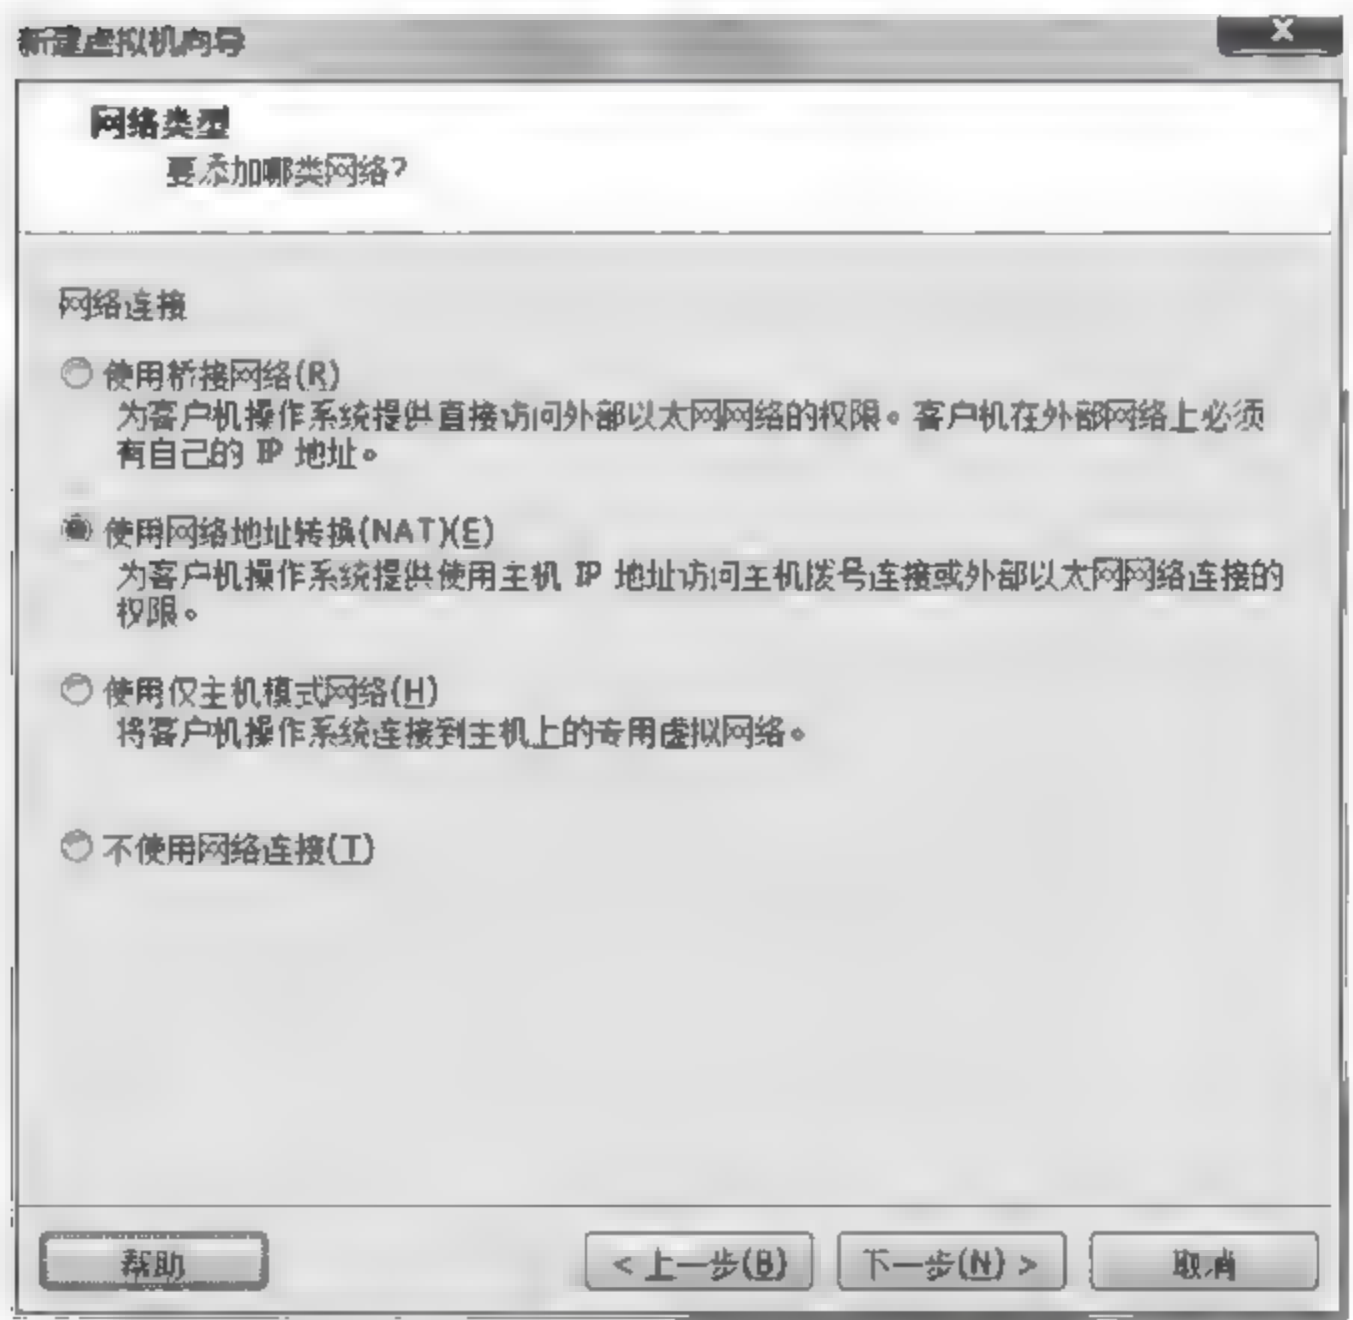 新建虚拟机向导
X
网络类型
要添加哪类网络?
网络连接
使用桥接网络(R)
为客户机操作系统提供直接访问外部以太网网络的权限。客户机在外部网络上必须
有自己的 IP 地址。
使用网络地址转换(NAT)(E)
为客户机操作系统提供使用主机 IP 地址访问主机拨号连接或外部以太网网络连接的
权限。
使用仅主机模式网络(H)
将客户机操作系统连接到主机上的专用虚拟网络。
不使用网络连接(T)
帮助
< 上一步(B)
下一步(N) >
取消